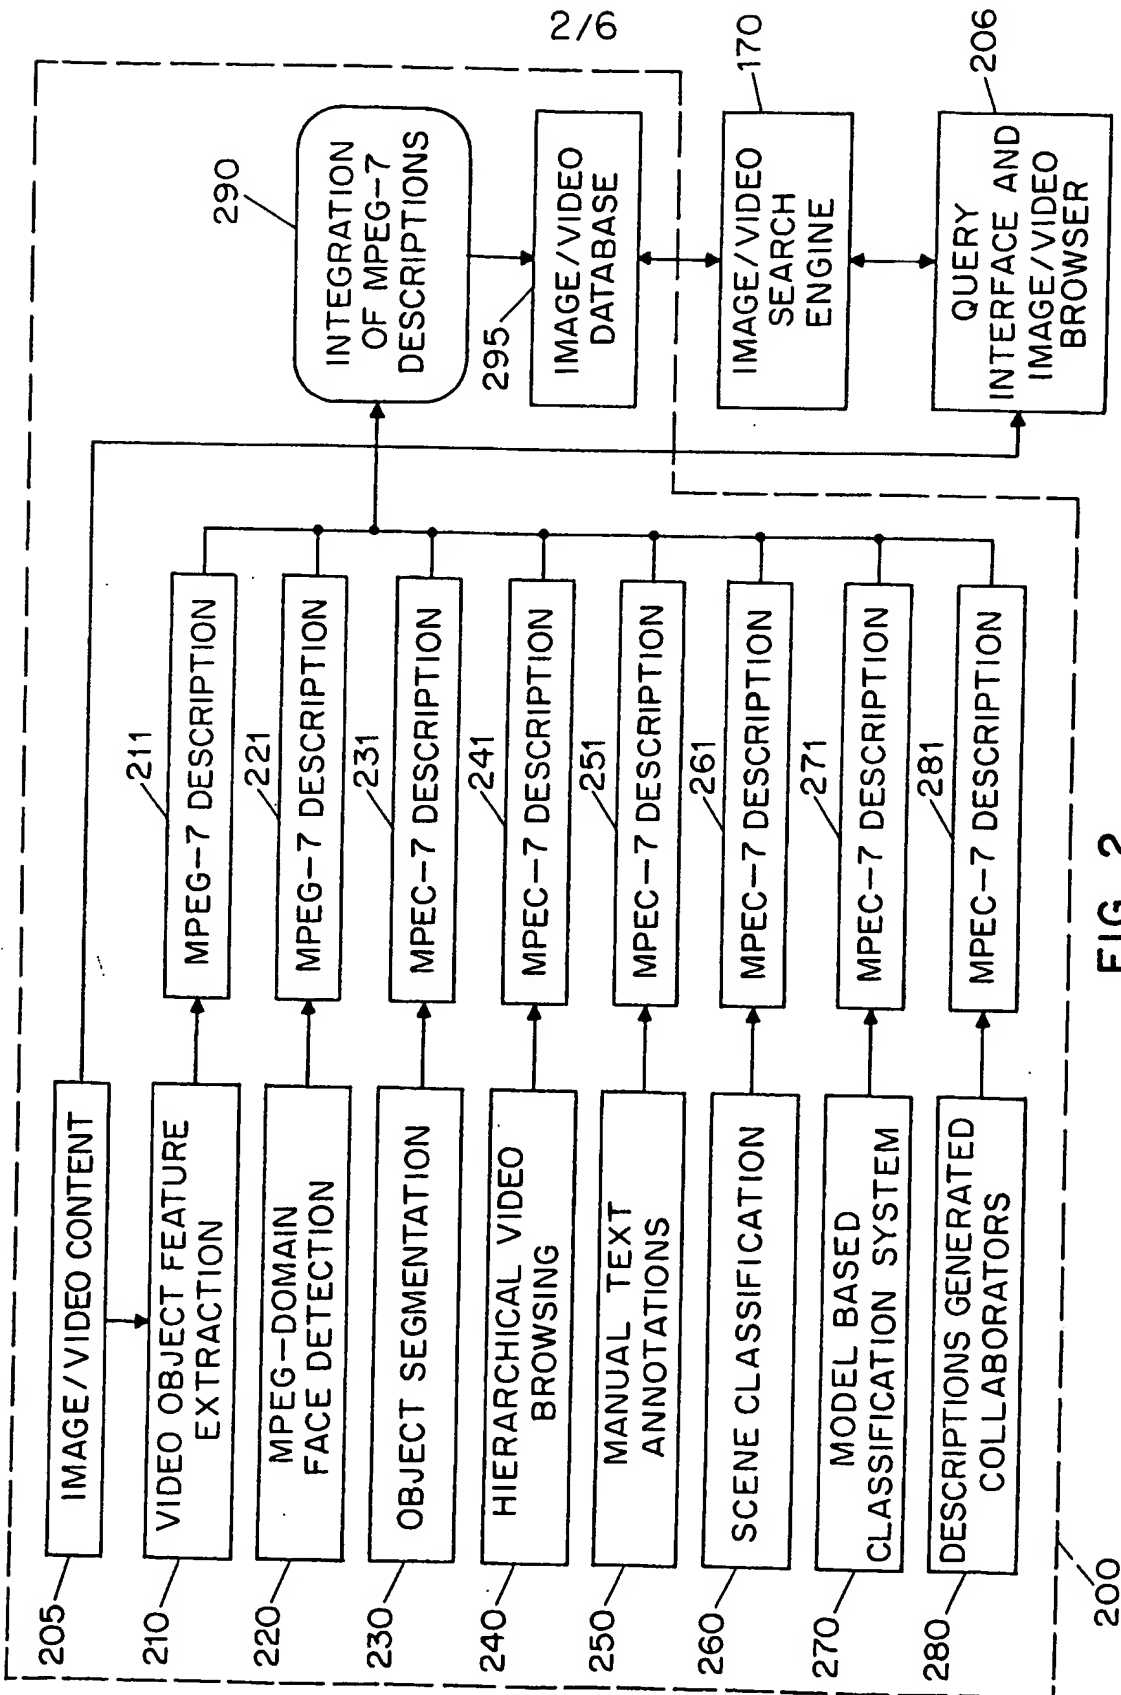 2/6
205
IMAGE/VIDEO CONTENT
210
VIDEO OBJECT FEATURE
EXTRACTION
211
MPEG-7 DESCRIPTION
220
MPEG-DOMAIN
FACE DETECTION
221
MPEG-7 DESCRIPTION
230
OBJECT SEGMENTATION
231
MPEC-7 DESCRIPTION
240
HIERARCHICAL VIDEO
BROWSING
241
MPEC-7 DESCRIPTION
250
MANUAL TEXT
ANNOTATIONS
251
MPEC-7 DESCRIPTION
260
SCENE CLASSIFICATION
261
MPEC-7 DESCRIPTION
270
MODEL BASED
CLASSIFICATION SYSTEM
271
MPEC-7 DESCRIPTION
280
DESCRIPTIONS GENERATED
COLLABORATORS
281
MPEC-7 DESCRIPTION
290
INTEGRATION
OF MPEG-7
DESCRIPTIONS
295
IMAGE/VIDEO
DATABASE
170
IMAGE/VIDEO
SEARCH
ENGINE
206
QUERY
INTERFACE AND
IMAGE/VIDEO
BROWSER
200
FIG. 2